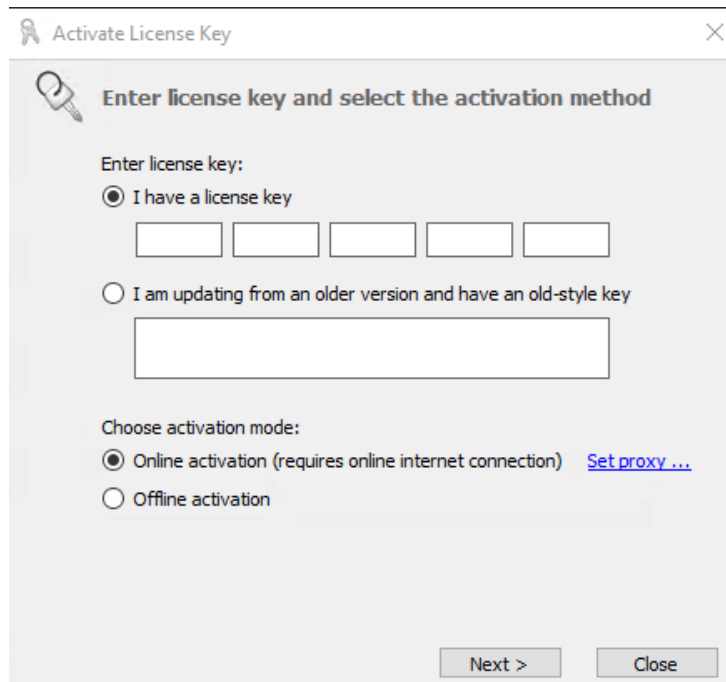 Activate License Key
Enter license key and select the activation method
Enter license key:
I have a license key
I am updating from an older version and have an old-style key
Choose activation mode:
Online activation (requires online internet connection) Set proxy ...
Offline activation
Next > Close